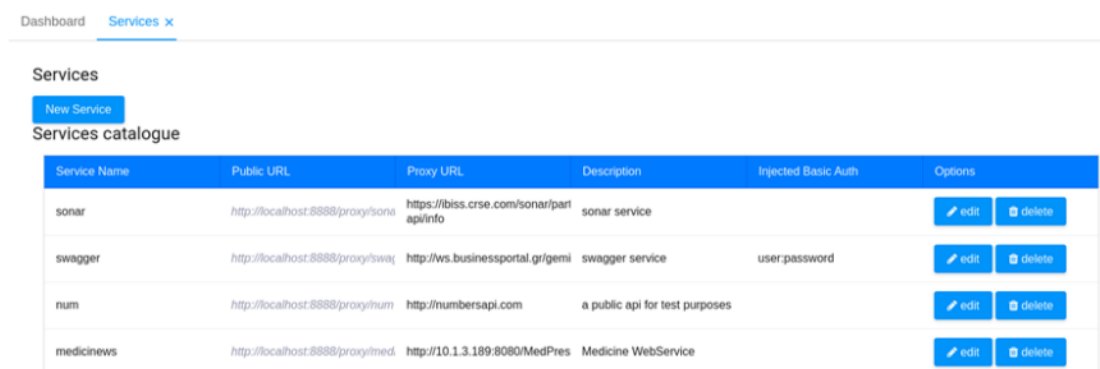 Dashboard Services ×
Services
New Service
Services catalogue
Service Name Public URL Proxy URL Description Injected Basic Auth Options
sonar http://localhost:8888/proxy/sona https://ibiss.crse.com/sonar/part sonar service edit delete
api/info
swagger http://localhost:8888/proxy/swag http://ws.businessportal.gr/gemi swagger service user:password edit delete
num http://localhost:8888/proxy/num http://numbersapi.com a public api for test purposes edit delete
medicinews http://localhost:8888/proxy/med http://10.1.3.189:8080/MedPres Medicine WebService edit delete